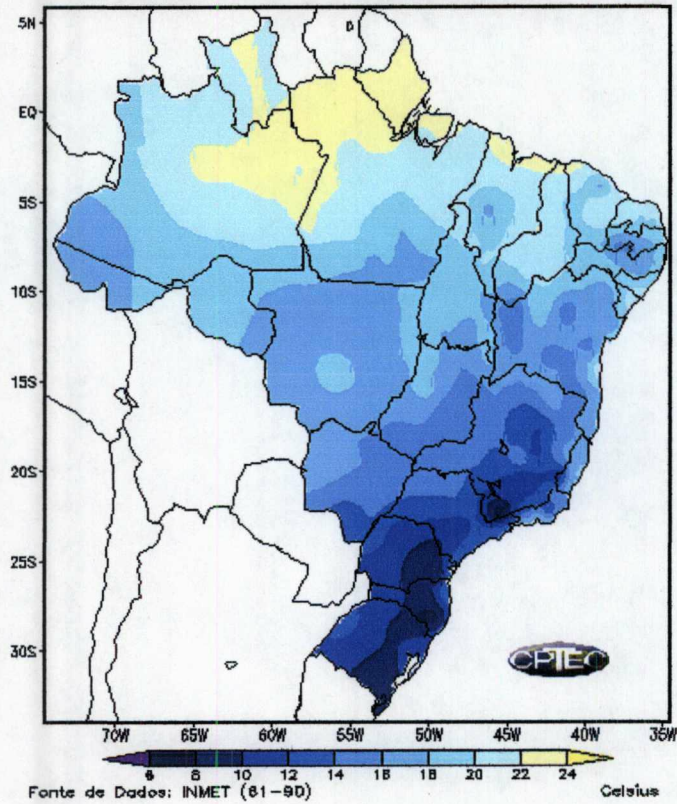 5N
EQ
5S
10S
15S
20S
25S
30S
70W 65W 60W 55W 50W 45W 40W 35W
CPTEC
6 8 10 12 14 16 18 20 22 24
Fonte de Dados: INMET (61-90) Celsius